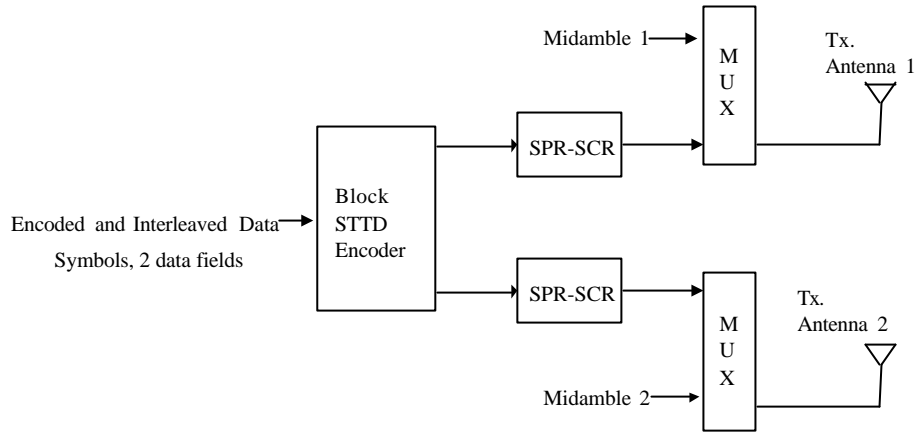 Midamble 1
M
U
X
Tx.
Antenna 1
SPR-SCR
Block
STTD
Encoder
Encoded and Interleaved Data
Symbols, 2 data fields
SPR-SCR
M
U
X
Tx.
Antenna 2
Midamble 2